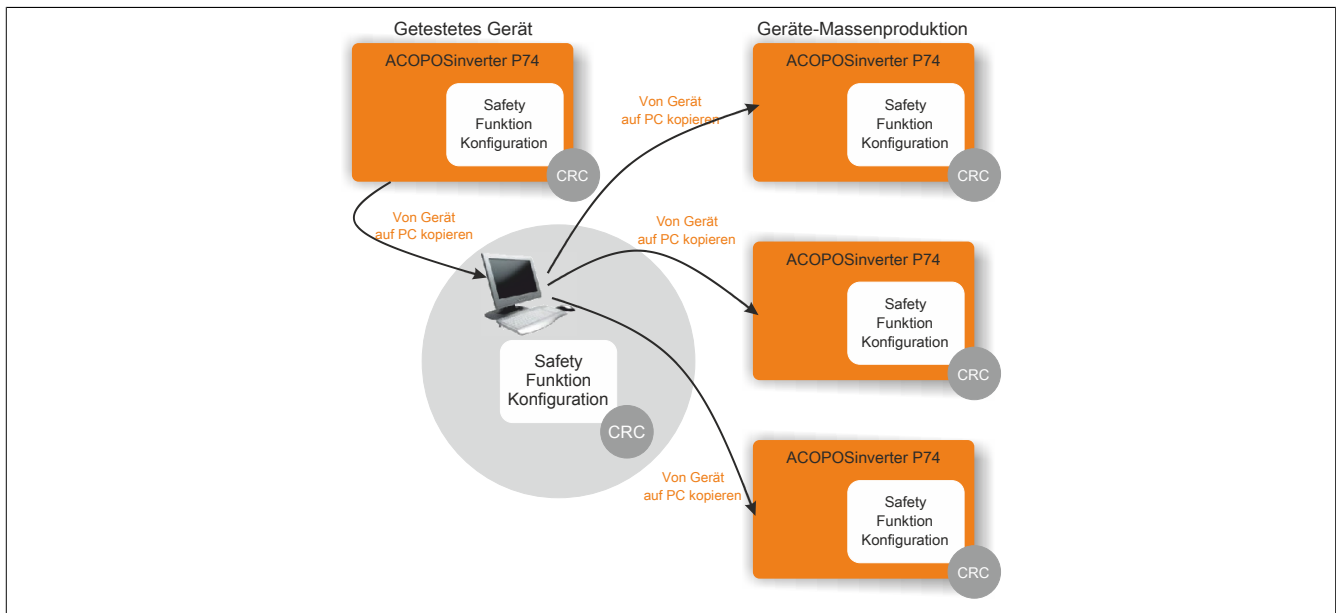 Getestetes Gerät
ACOPOSinverter P74
Safety
Funktion
Konfiguration
CRC
Von Gerät
auf PC kopieren
Safety
Funktion
Konfiguration
CRC
Geräte-Massenproduktion
Von Gerät
auf PC kopieren
ACOPOSinverter P74
Safety
Funktion
Konfiguration
CRC
Von Gerät
auf PC kopieren
ACOPOSinverter P74
Safety
Funktion
Konfiguration
CRC
Von Gerät
auf PC kopieren
ACOPOSinverter P74
Safety
Funktion
Konfiguration
CRC